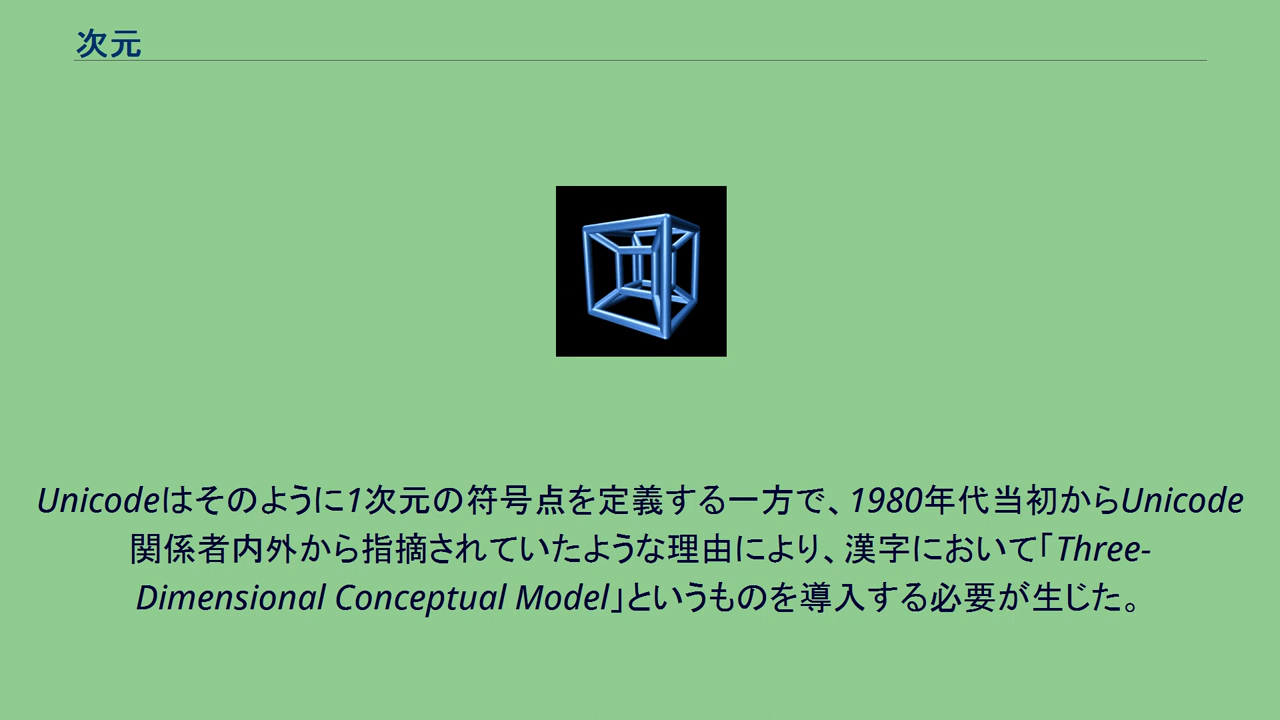 次元
Unicodeはそのように1次元の符号点を定義する一方で、1980年代当初からUnicode
関係者内外から指摘されていたような理由により、漢字において「Three-
Dimensional Conceptual Model」というものを導入する必要が生じた。